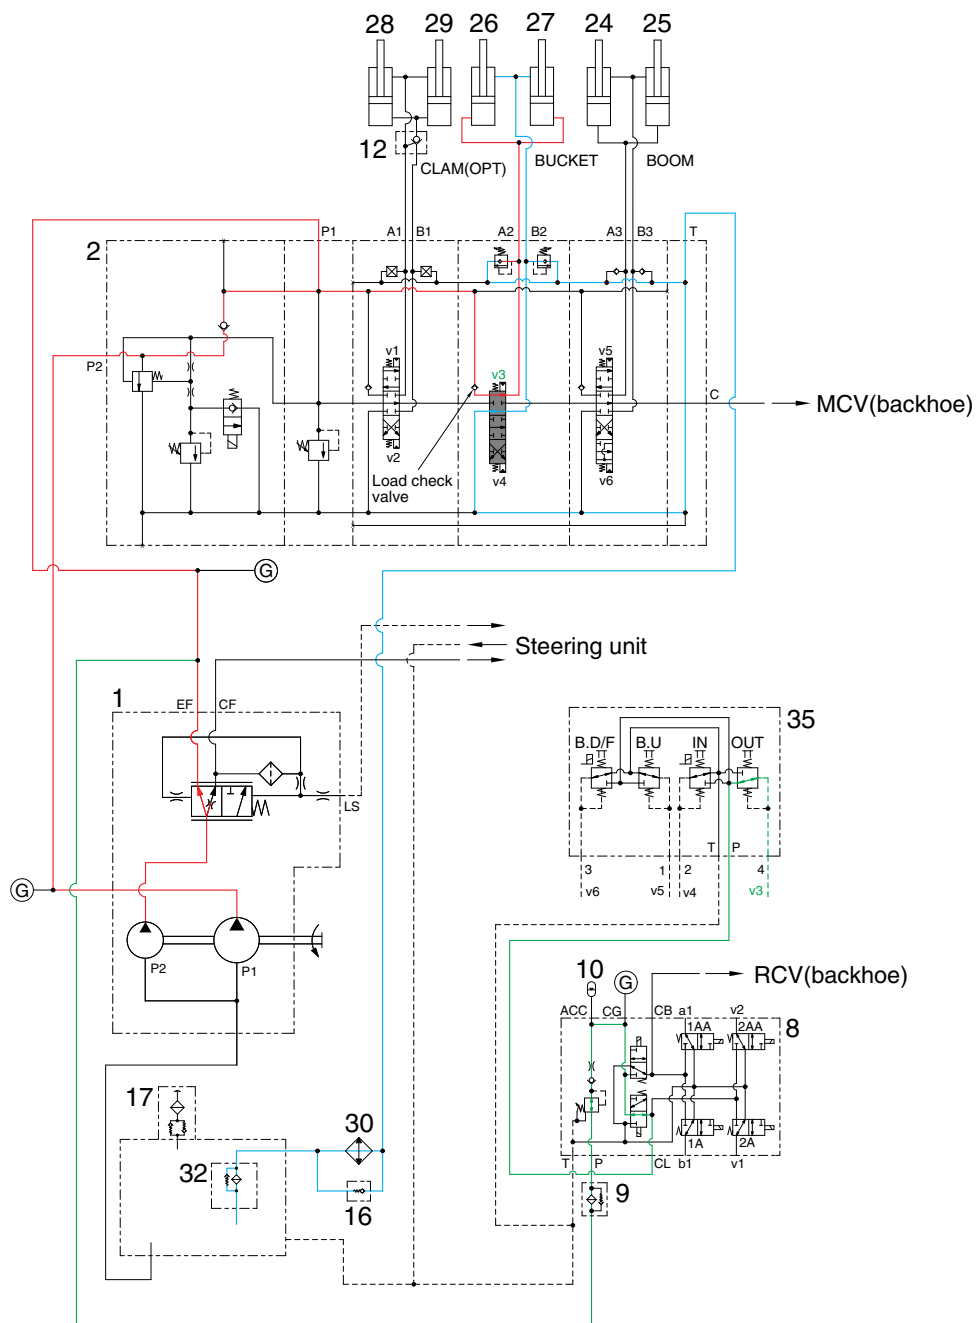 28 29 26 27 24 25
12
CLAM(OPT) BUCKET BOOM
P1 A1 B1 A2 B2 A3 B3 T
2
v1 v3 v5
P2
C
MCV(backhoe)
v2 v4 v6
Load check
valve
G
Steering unit
1 EF CF
35
B.D/F B.U IN OUT
LS
T P
3 1 2 4
v6 v5 v4 v3
G
P2 P1
RCV(backhoe)
10 G
ACC CG CB a1 v2
8
1AA 2AA
17
30
32
16
1A 2A
T P CL b1 v1
9